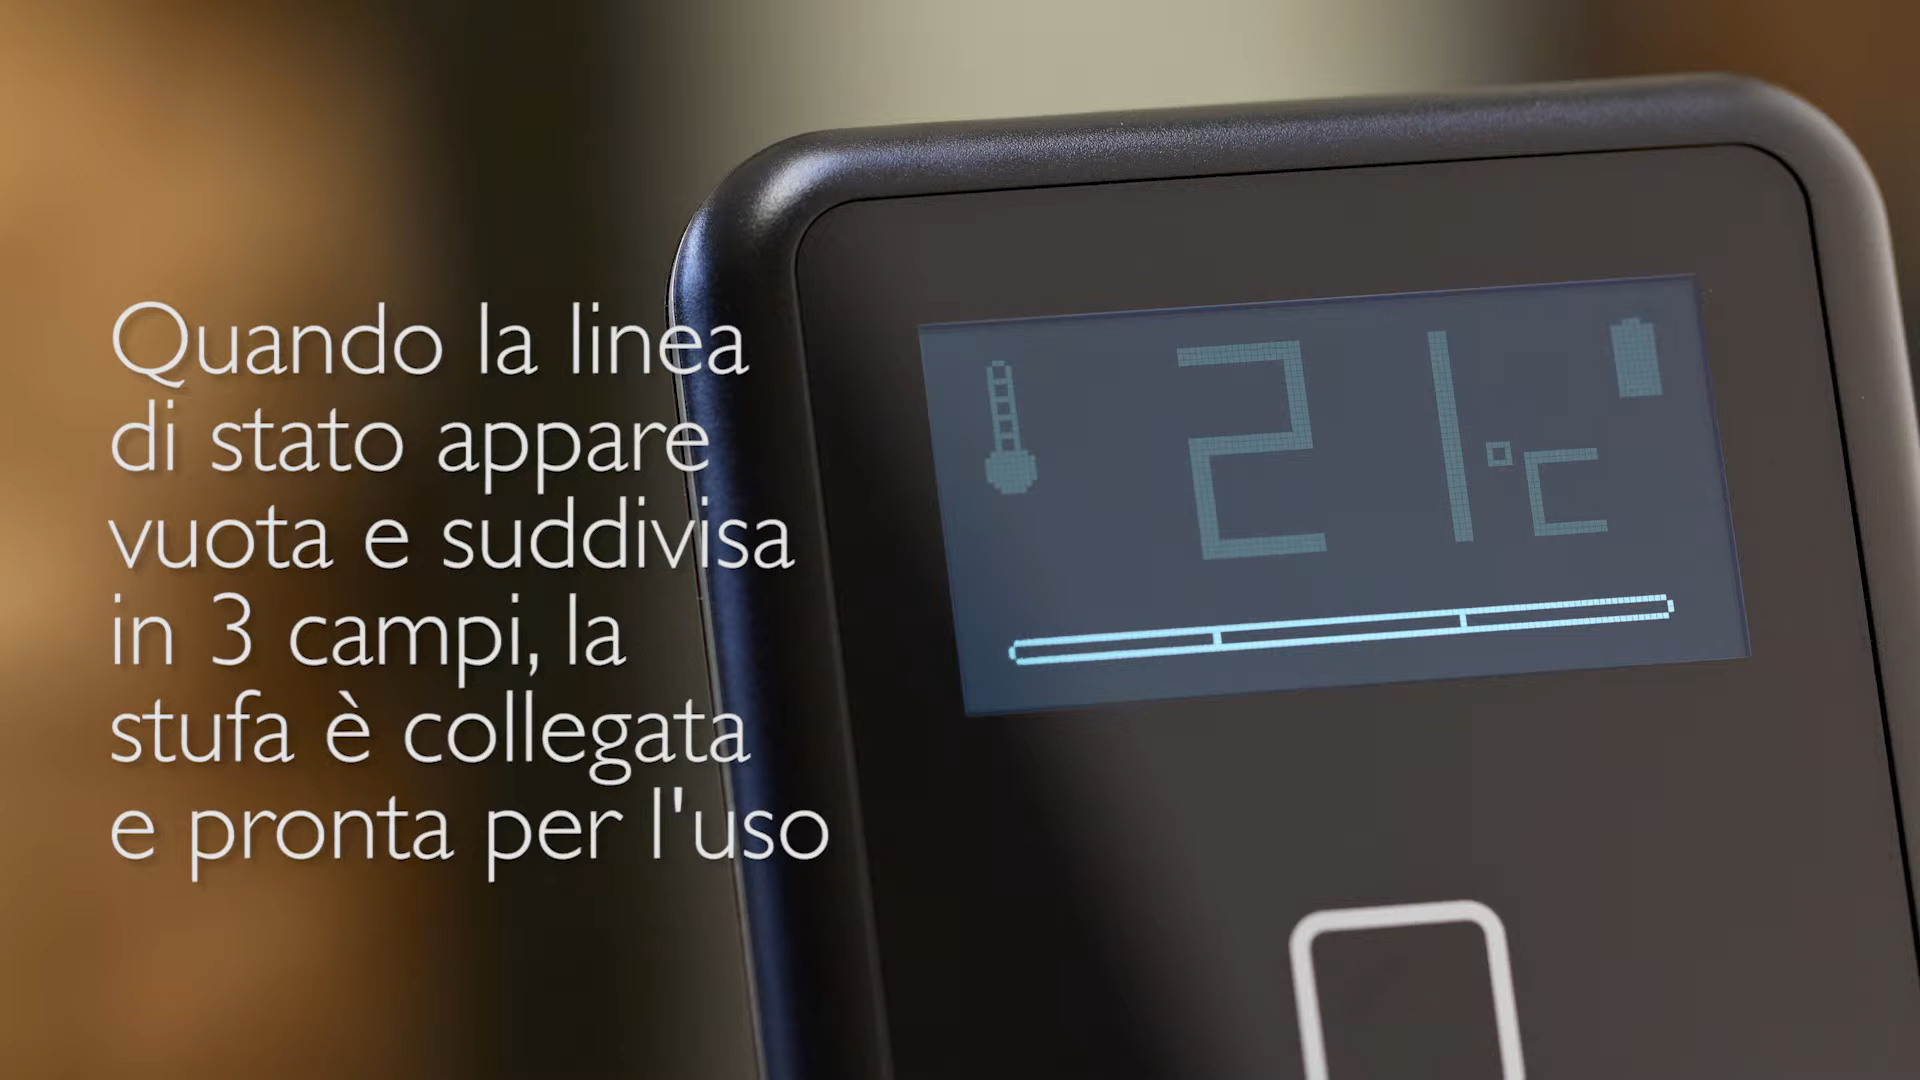 Quando la linea
di stato appare
vuota e suddivisa
in 3 campi, la
stufa è collegata
e pronta per l'uso
21°C